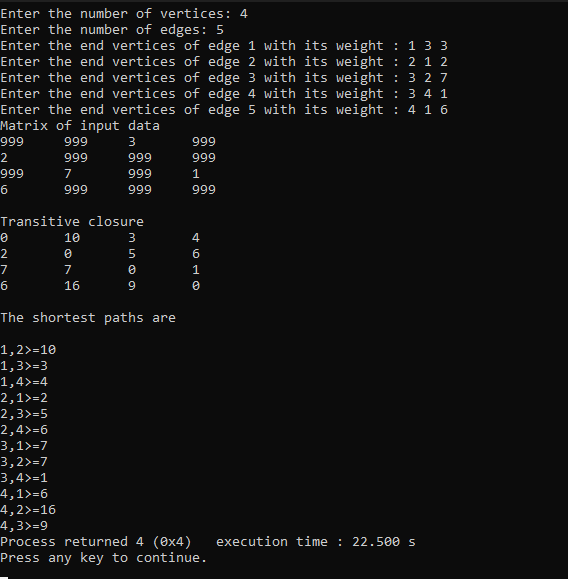 Enter the number of vertices: 4
Enter the number of edges: 5
Enter the end vertices of edge 1 with its weight : 1 3 3
Enter the end vertices of edge 2 with its weight : 2 1 2
Enter the end vertices of edge 3 with its weight : 3 2 7
Enter the end vertices of edge 4 with its weight : 3 4 1
Enter the end vertices of edge 5 with its weight : 4 1 6
Matrix of input data
999     999     3       999
2       999     999     999
999     7       999     1
6       999     999     999

Transitive closure
0       10      3       4
2       0       5       6
7       7       0       1
6       16      9       0

The shortest paths are

1,2>=10
1,3>=3
1,4>=4
2,1>=2
2,3>=5
2,4>=6
3,1>=7
3,2>=7
3,4>=1
4,1>=6
4,2>=16
4,3>=9
Process returned 4 (0x4)   execution time : 22.500 s
Press any key to continue.